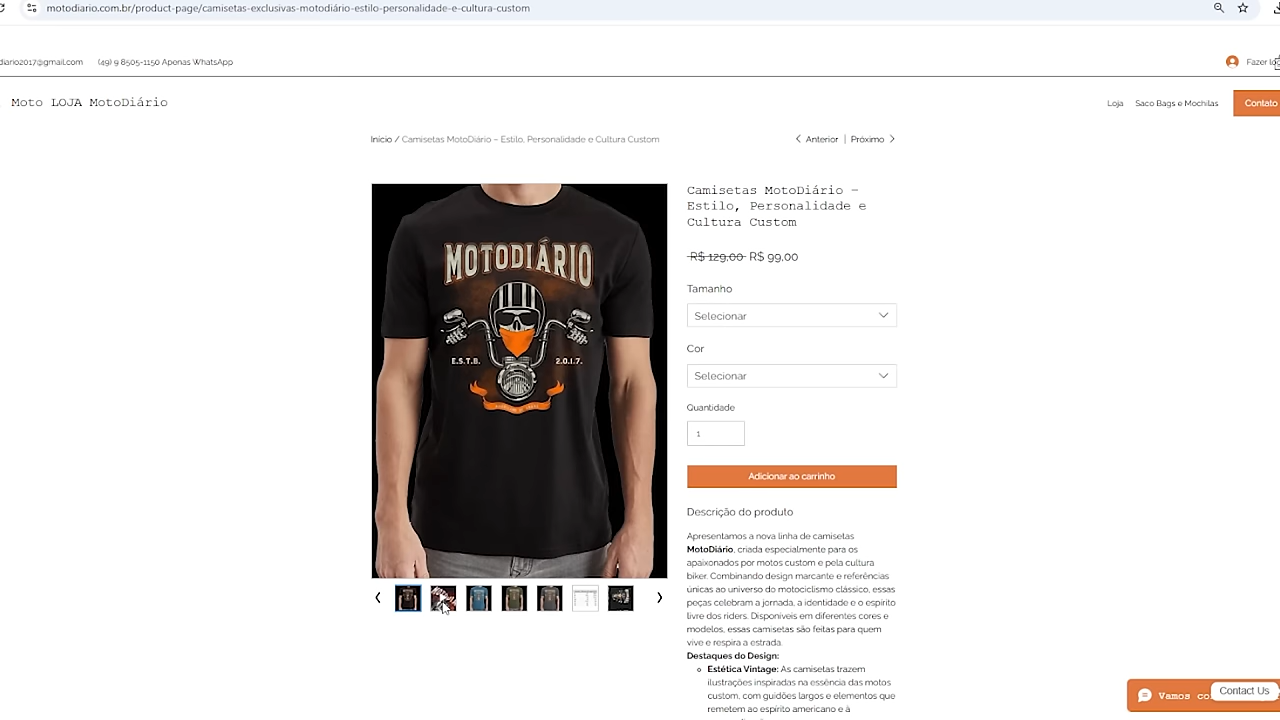 motodiario.com.br/product-page/camisetas-exclusivas-motodiário-estilo-personalidade-e-cultura-custom
diario2017@gmail.com (49) 9 8505-1150 Apenas WhatsApp
Fazer lo
Moto LOJA MotoDiário
Loja Saco Bags e Mochilas Contato
Início / Camisetas MotoDiário – Estilo, Personalidade e Cultura Custom
Anterior | Próximo
Camisetas MotoDiário –
Estilo, Personalidade e
Cultura Custom
R$ 129,00 R$ 99,00
Tamanho
Selecionar
Cor
Selecionar
Quantidade
1
Adicionar ao carrinho
MOTODIÁRIO
E.S.T.B. 2.0.1.7.
Descrição do produto
Apresentamos a nova linha de camisetas
MotoDiário, criada especialmente para os
apaixonados por motos custom e pela cultura
biker. Combinando design marcante e referências
únicas ao universo do motociclismo clássico, essas
peças celebram a jornada, a identidade e o espírito
livre dos riders. Disponíveis em diferentes cores e
modelos, essas camisetas são feitas para quem
vive e respira a estrada.
Destaques do Design:
Estética Vintage: As camisetas trazem
ilustrações inspiradas na essência das motos
custom, com guidões largos e elementos que
remetem ao espírito americano e à
Vamos co
Contact Us